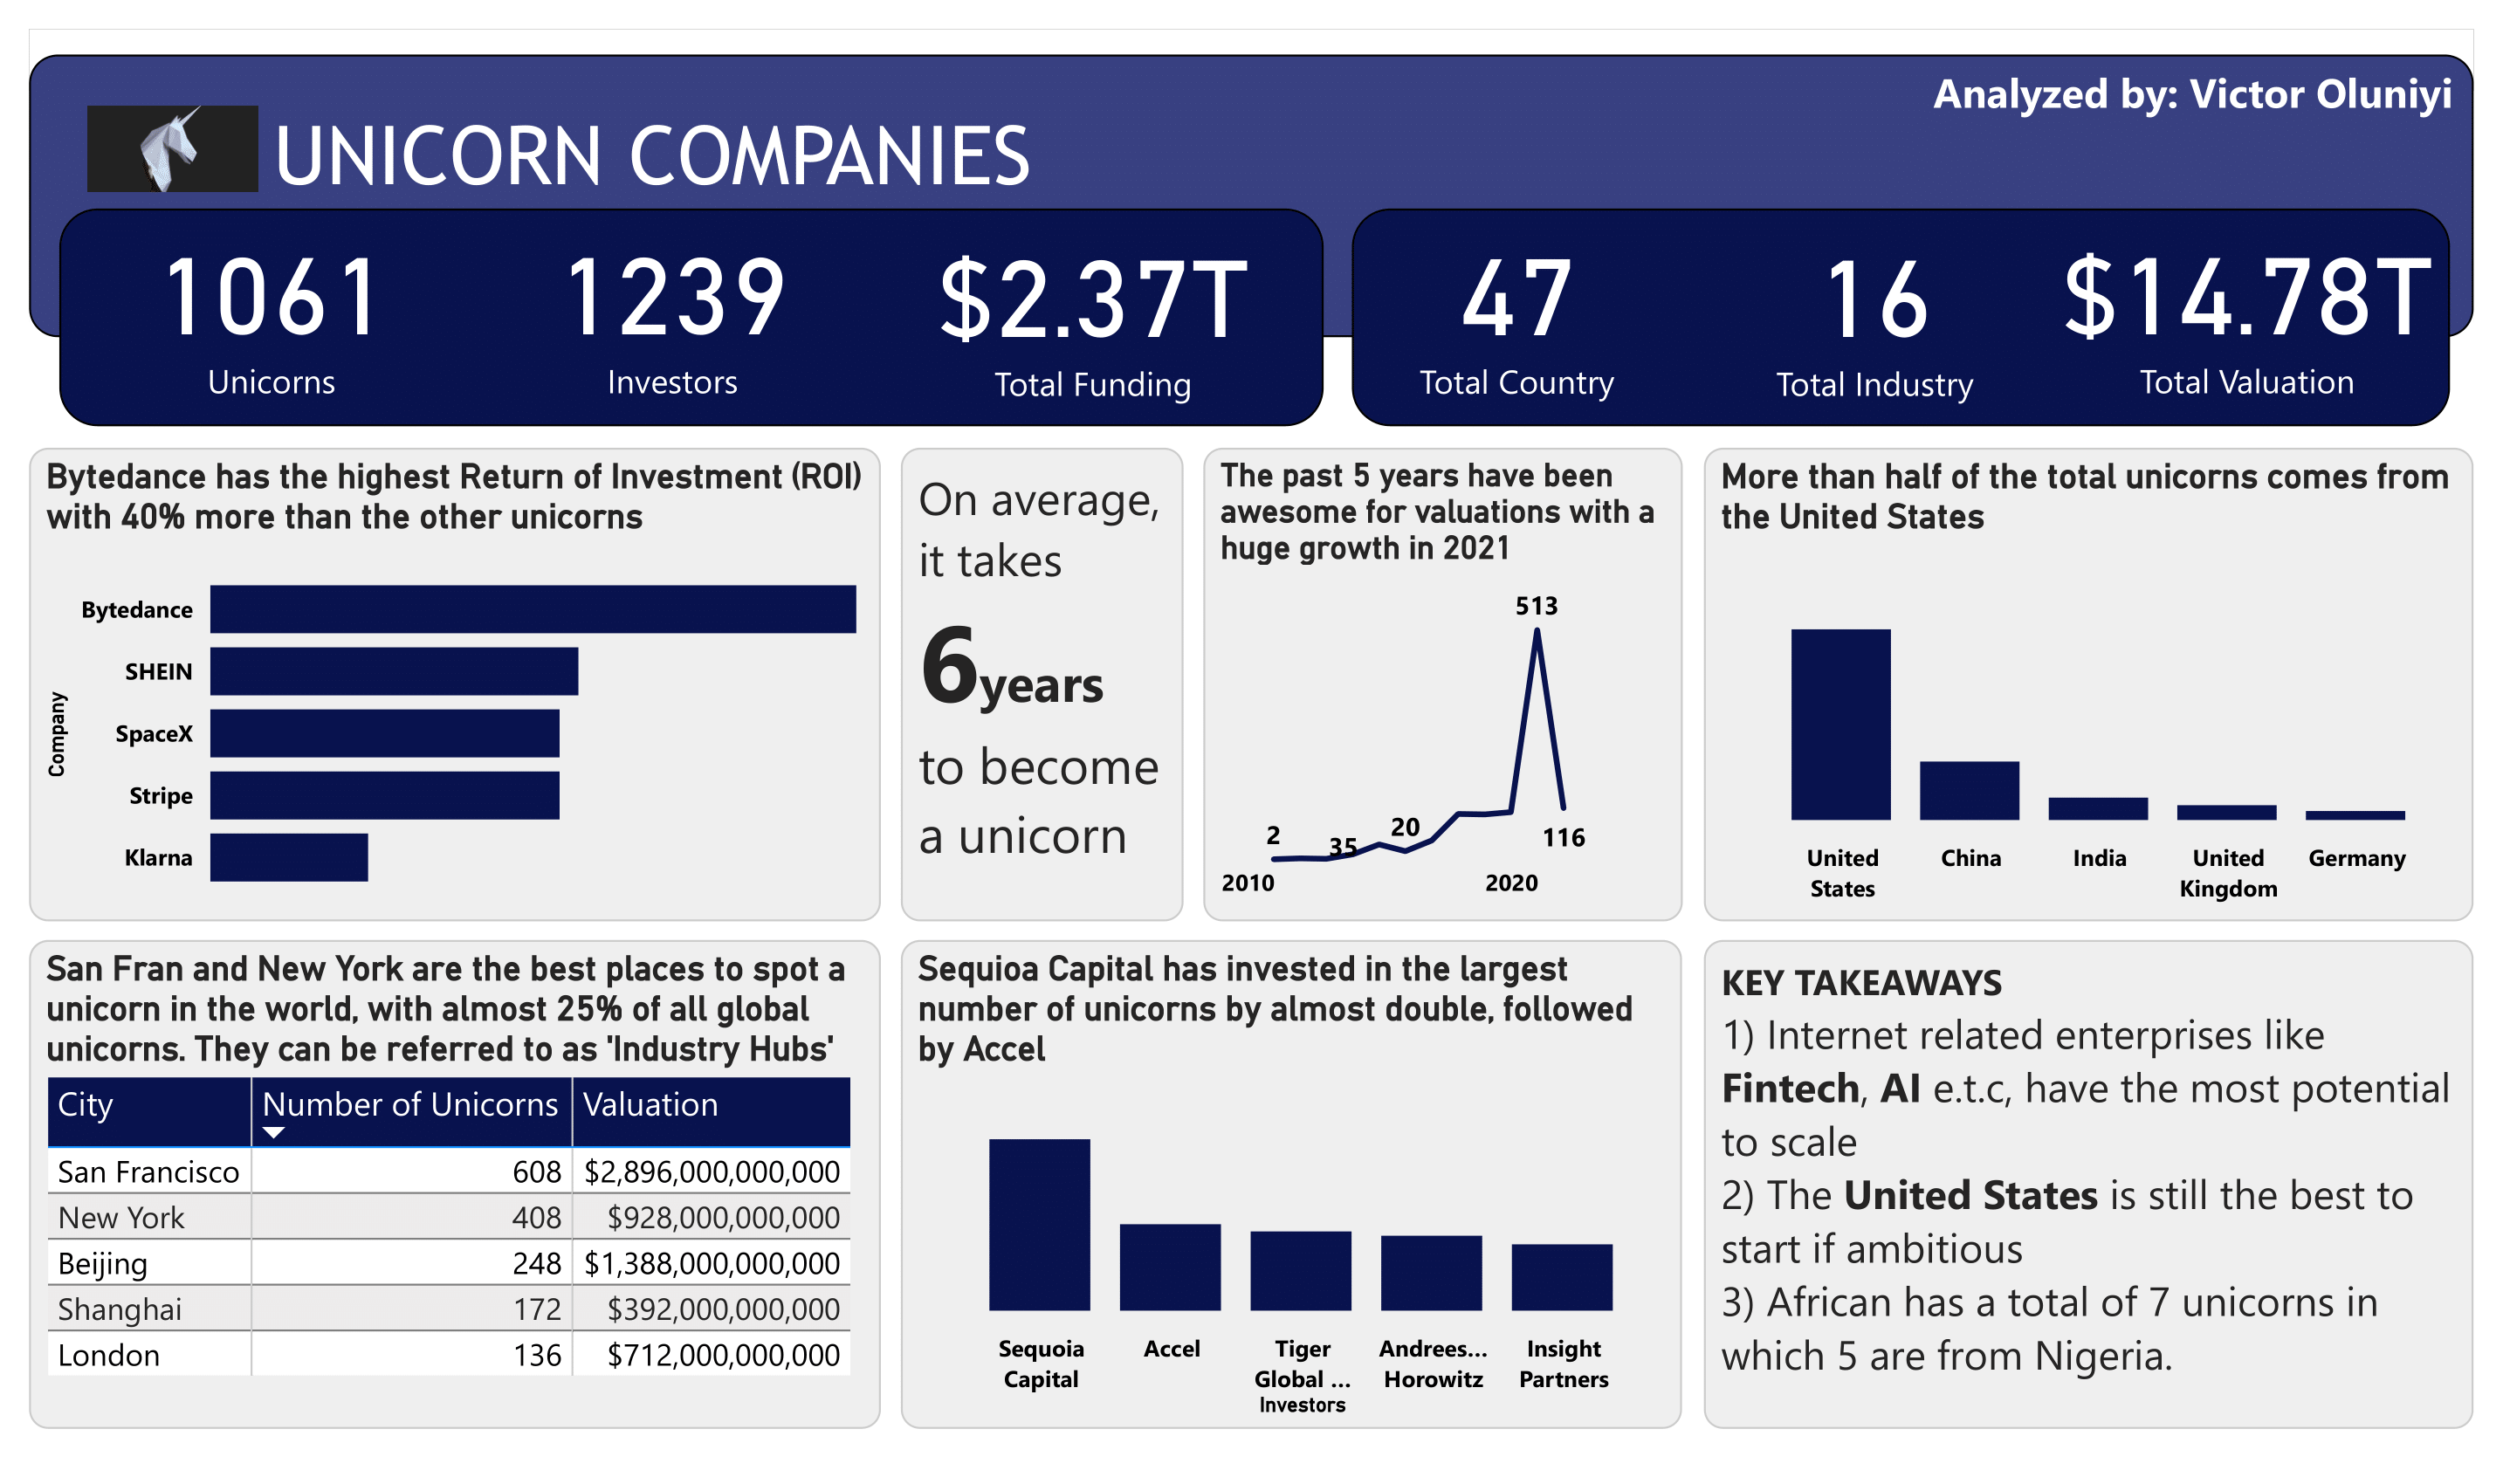 Analyzed by: Victor Oluniyi
UNICORN COMPANIES
1061
Unicorns
1239
Investors
$2.37T
Total Funding
47
Total Country
16
Total Industry
$14.78T
Total Valuation
Bytedance has the highest Return of Investment (ROI)
with 40% more than the other unicorns
Company
Bytedance
SHEIN
SpaceX
Stripe
Klarna
On average,
it takes
6years
to become
a unicorn
The past 5 years have been
awesome for valuations with a
huge growth in 2021
513
2
35
20
116
2010
2020
More than half of the total unicorns comes from
the United States
United
States
China
India
United
Kingdom
Germany
San Fran and New York are the best places to spot a
unicorn in the world, with almost 25% of all global
unicorns. They can be referred to as 'Industry Hubs'
City Number of Unicorns Valuation
San Francisco 608 $2,896,000,000,000
New York 408 $928,000,000,000
Beijing 248 $1,388,000,000,000
Shanghai 172 $392,000,000,000
London 136 $712,000,000,000
Sequioa Capital has invested in the largest
number of unicorns by almost double, followed
by Accel
Sequoia
Capital
Accel
Tiger
Global ...
Andrees...
Horowitz
Insight
Partners
Investors
KEY TAKEAWAYS
1) Internet related enterprises like
Fintech, AI e.t.c, have the most potential
to scale
2) The United States is still the best to
start if ambitious
3) African has a total of 7 unicorns in
which 5 are from Nigeria.